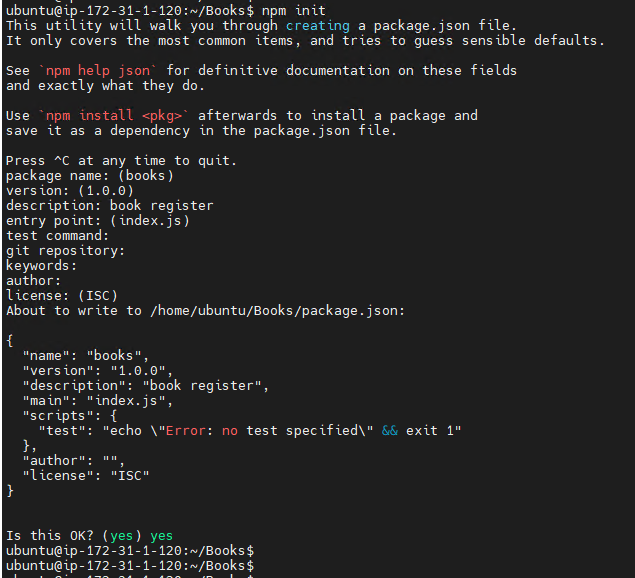 ubuntu@ip-172-31-1-120:~/Books$ npm init
This utility will walk you through creating a package.json file.
It only covers the most common items, and tries to guess sensible defaults.
See `npm help json` for definitive documentation on these fields
and exactly what they do.
Use `npm install <pkg>` afterwards to install a package and
save it as a dependency in the package.json file.
Press ^C at any time to quit.
package name: (books)
version: (1.0.0)
description: book register
entry point: (index.js)
test command:
git repository:
keywords:
author:
license: (ISC)
About to write to /home/ubuntu/Books/package.json:
{
  "name": "books",
  "version": "1.0.0",
  "description": "book register",
  "main": "index.js",
  "scripts": {
    "test": "echo \"Error: no test specified\" && exit 1"
  },
  "author": "",
  "license": "ISC"
}
Is this OK? (yes) yes
ubuntu@ip-172-31-1-120:~/Books$
ubuntu@ip-172-31-1-120:~/Books$
ubuntu@ip-172-31-1-120:~/Books$